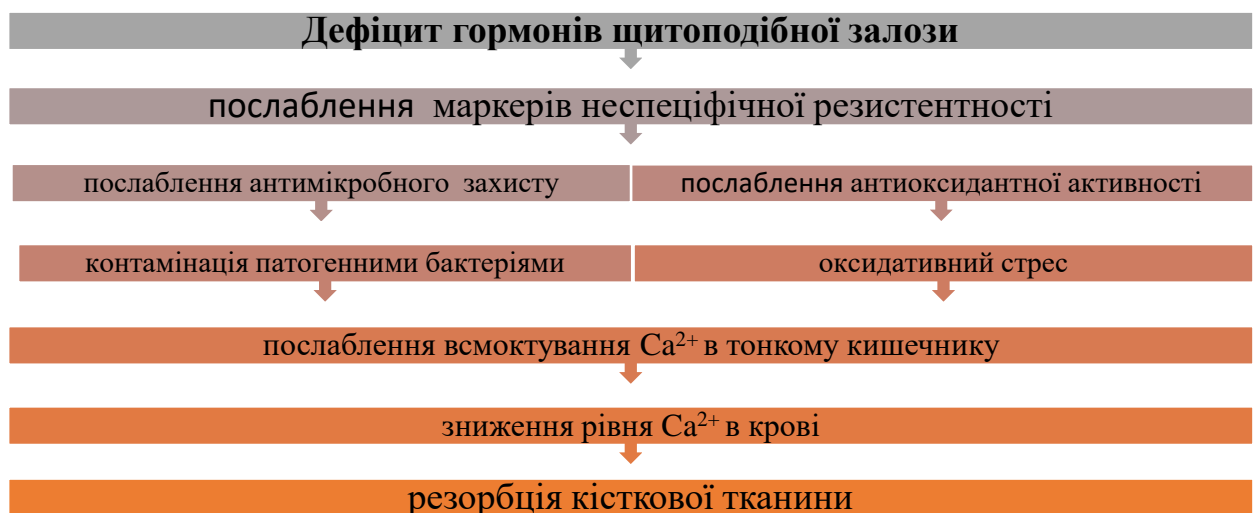 Дефіцит гормонів щитоподібної залози
послаблення маркерів неспеціфічної резистентності
послаблення антимікробного захисту
послаблення антиоксидантної активності
контамінація патогенними бактеріями
оксидативний стрес
послаблення всмоктування Ca²⁺ в тонкому кишечнику
зниження рівня Ca²⁺ в крові
резорбція кісткової тканини